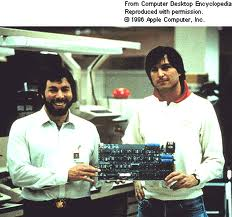 From Computer Desktop Encyclopedia
Reproduced with permission.
© 1996 Apple Computer, Inc.